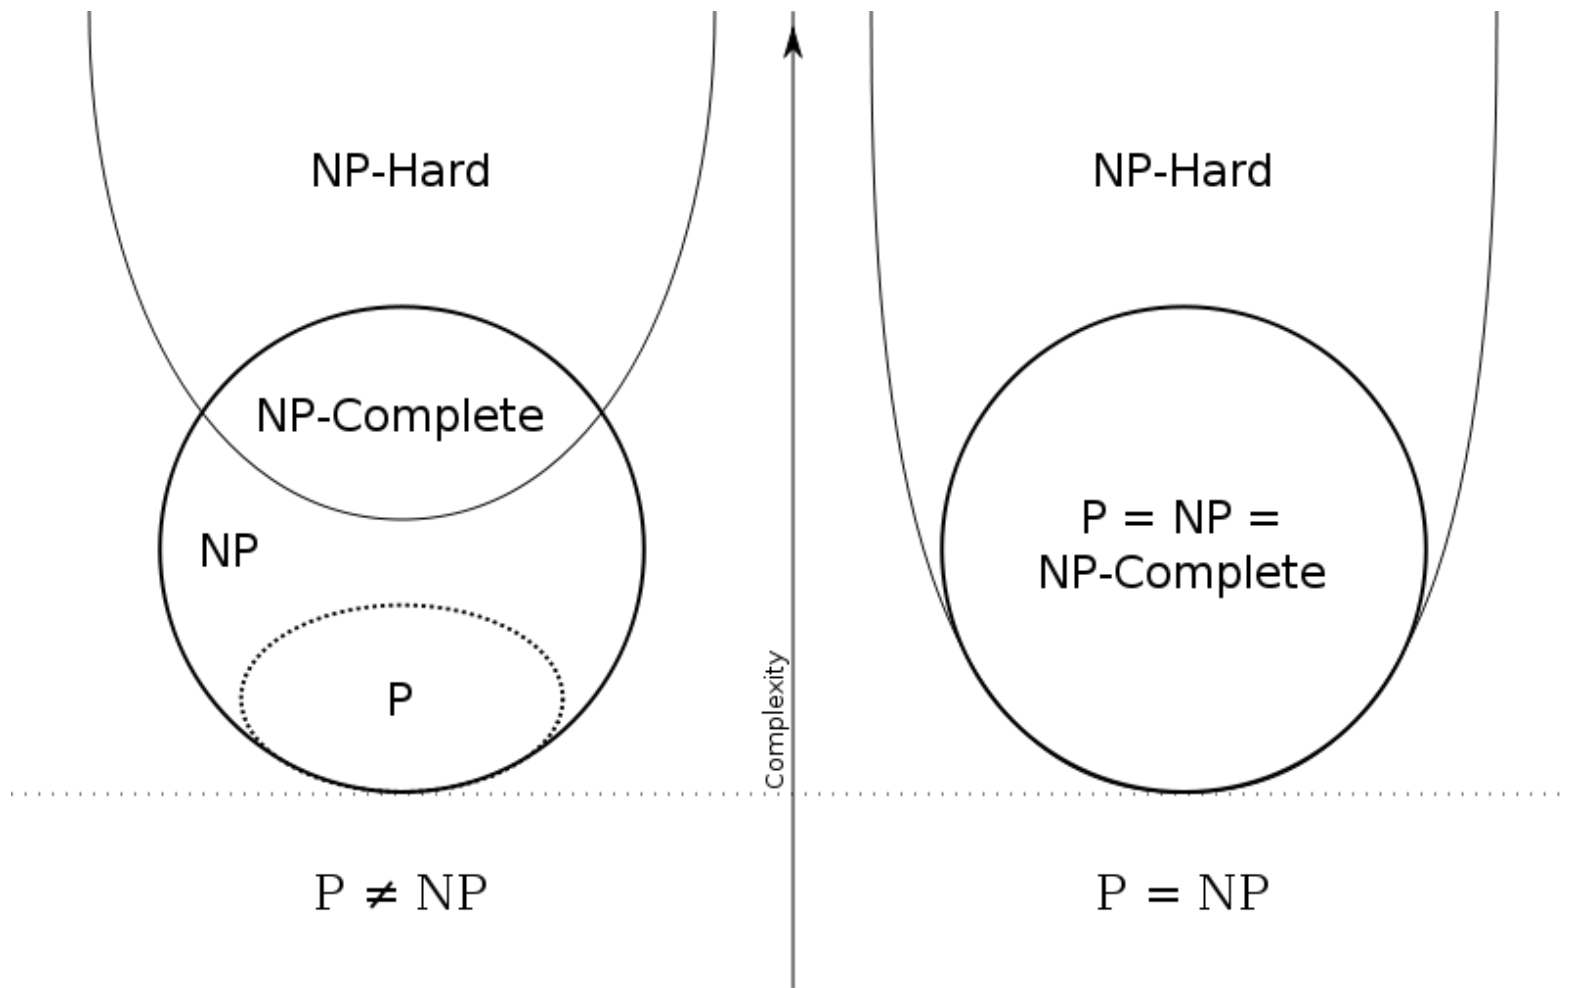 NP-Hard
NP-Complete
NP
P
P ≠ NP
Complexity
NP-Hard
P = NP =
NP-Complete
P = NP